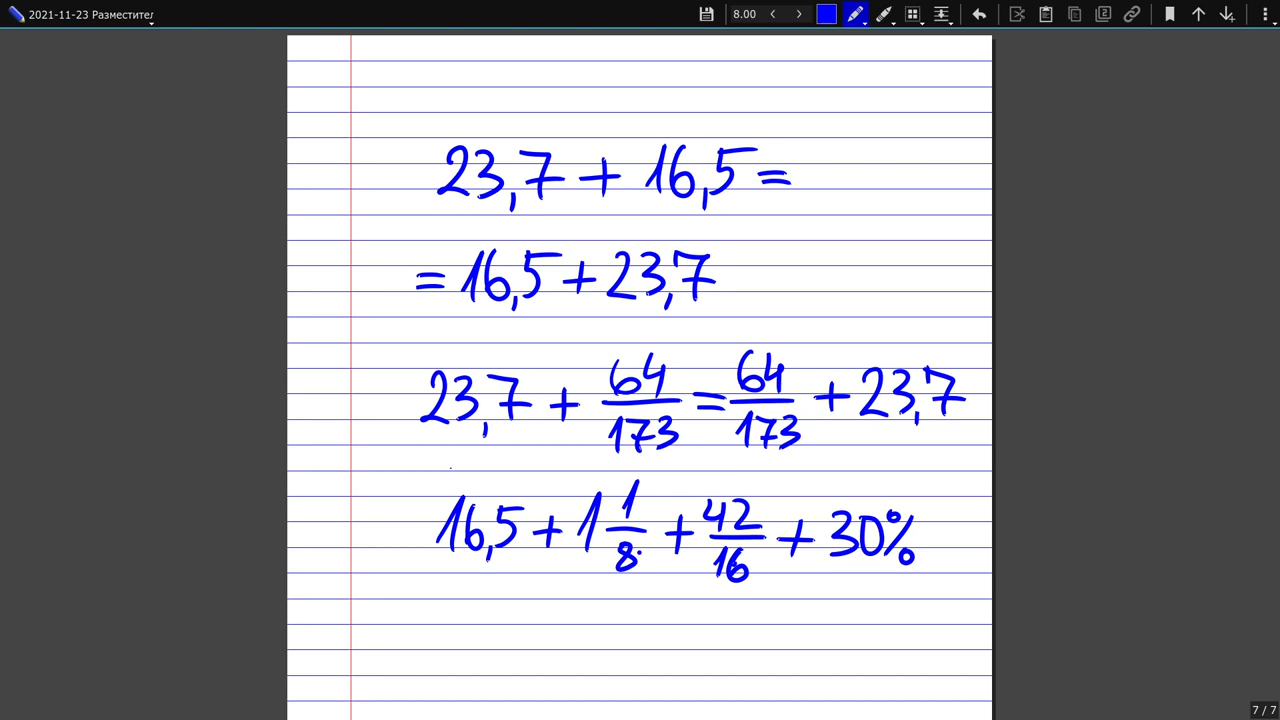 2021-11-23 Разместител
8.00
23,7 + 16,5 =
= 16,5 + 23,7
23,7 + 64/173 = 64/173 + 23,7
16,5 + 1 1/8 + 42/16 + 30%
7 / 7